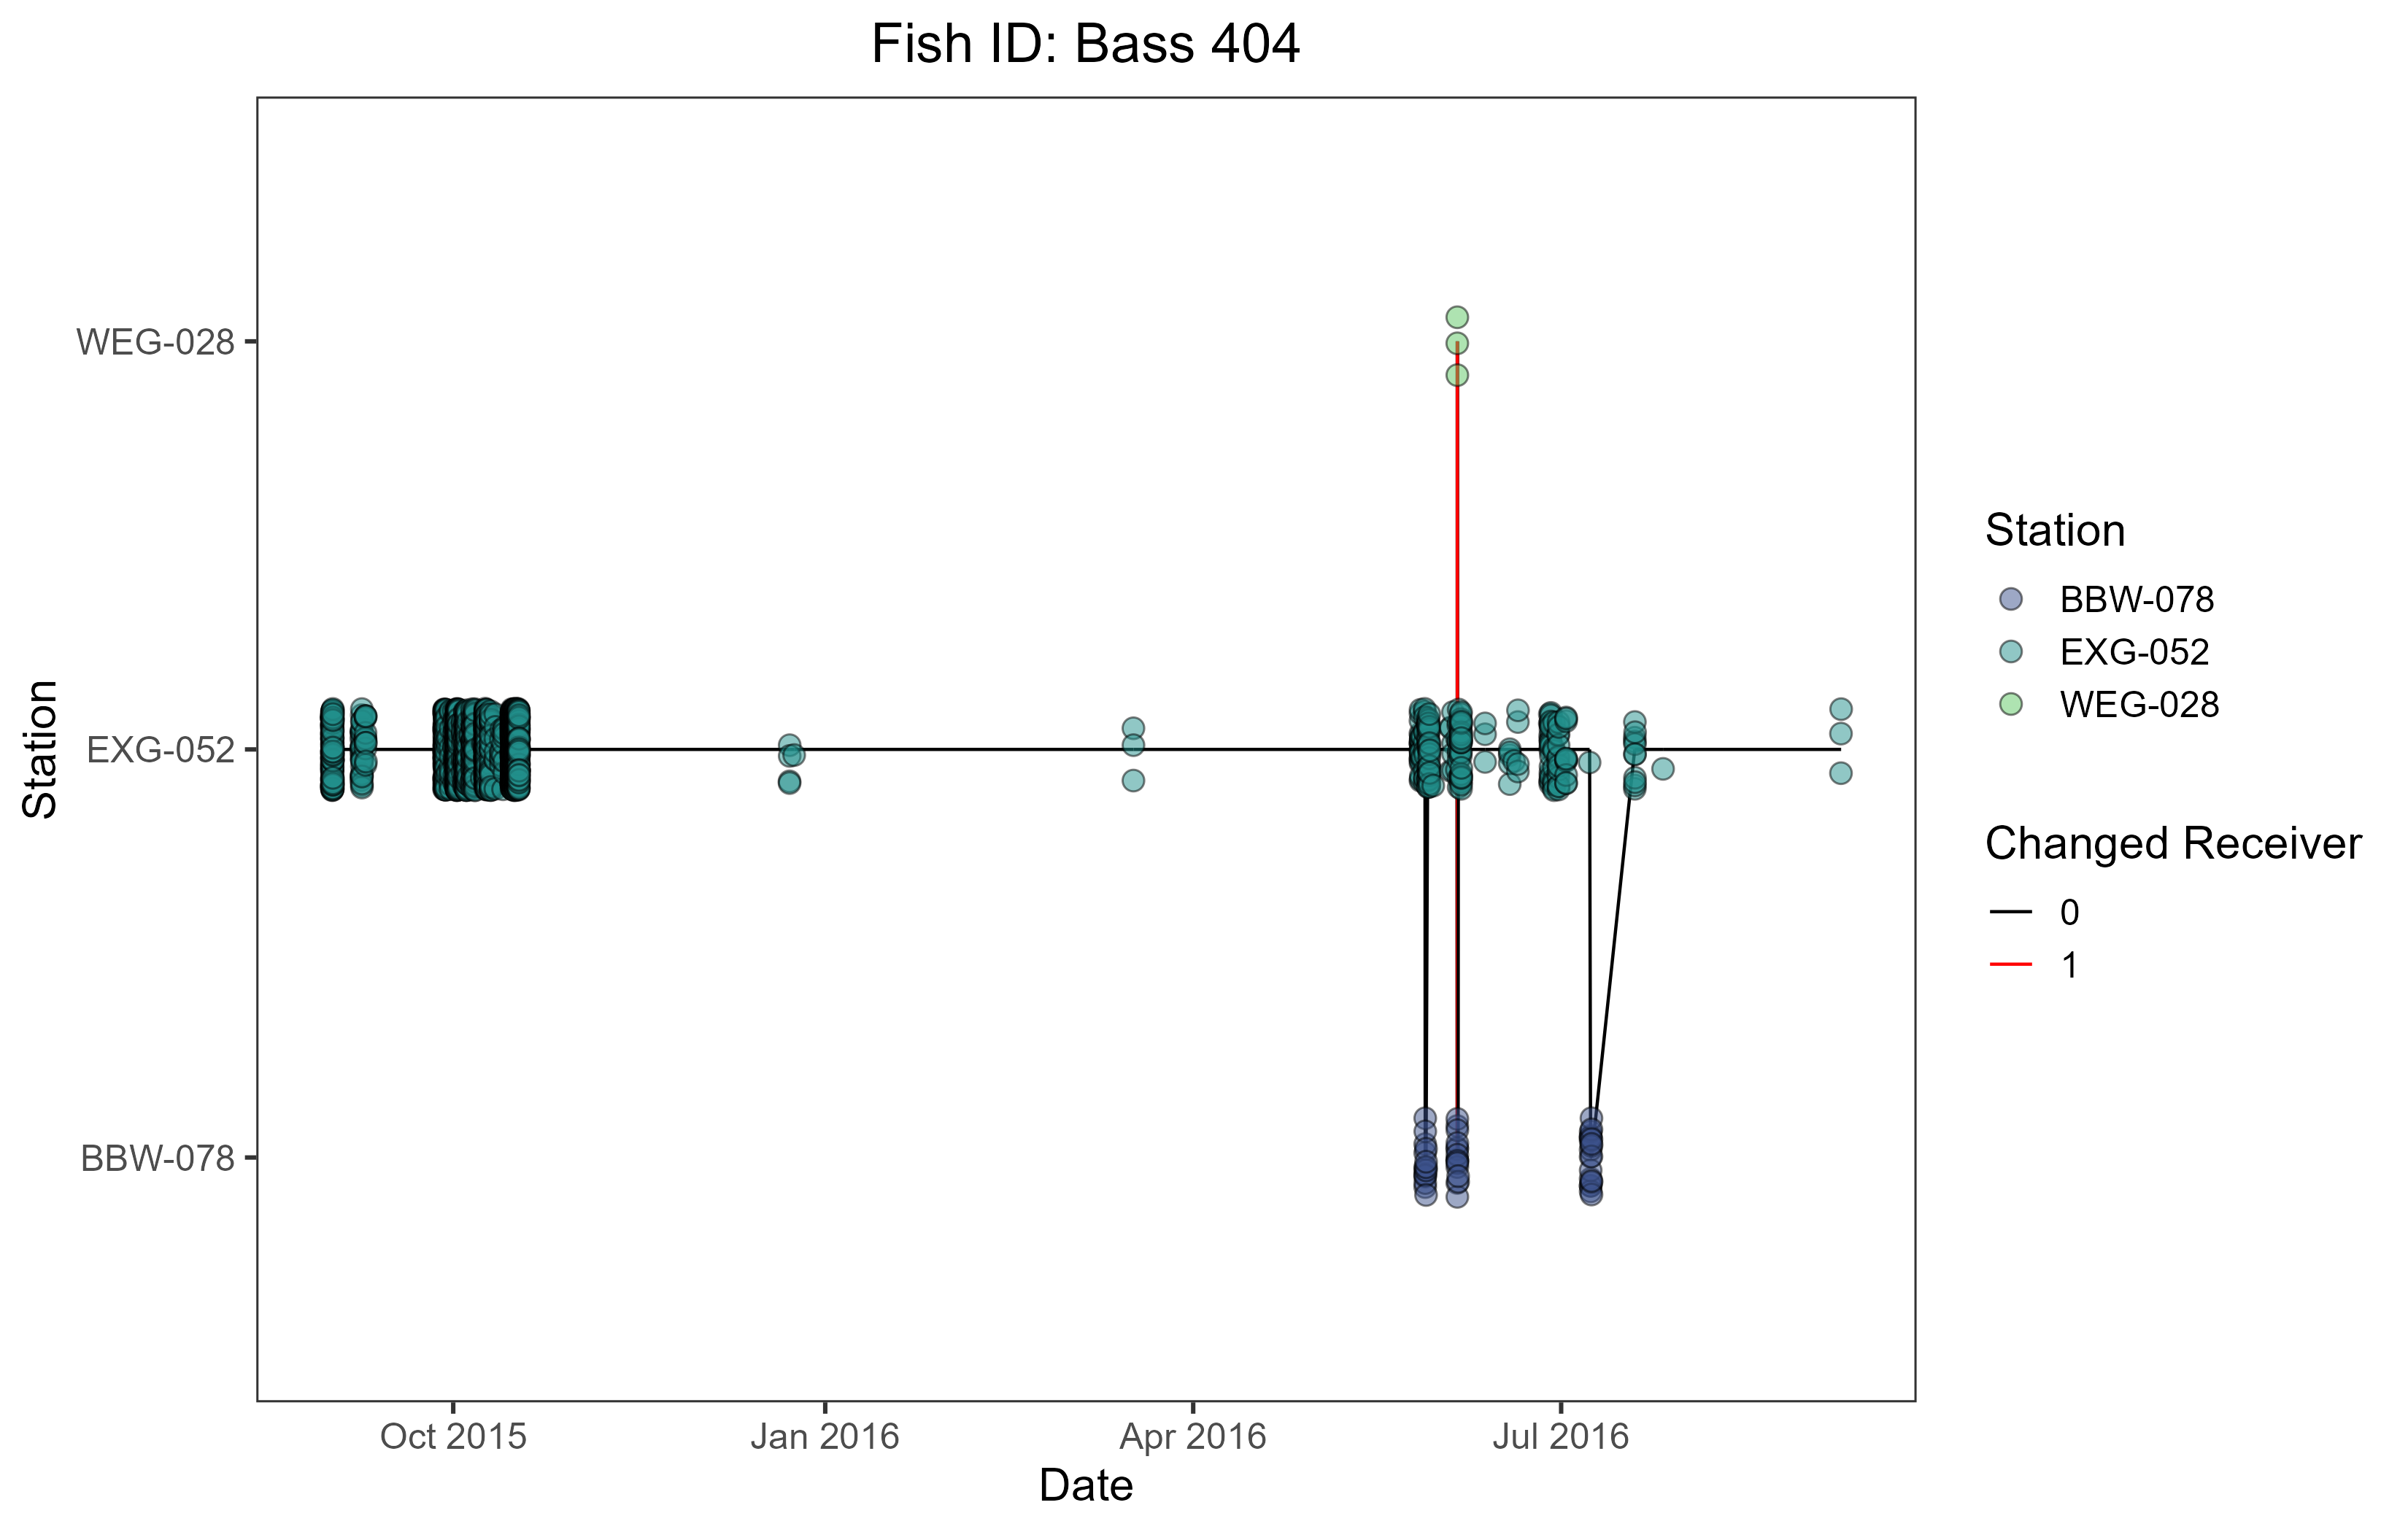 Fish ID: Bass 404
Station
WEG-028
EXG-052
BBW-078
Oct 2015
Jan 2016
Apr 2016
Jul 2016
Date
Station
BBW-078
EXG-052
WEG-028
Changed Receiver
0
1